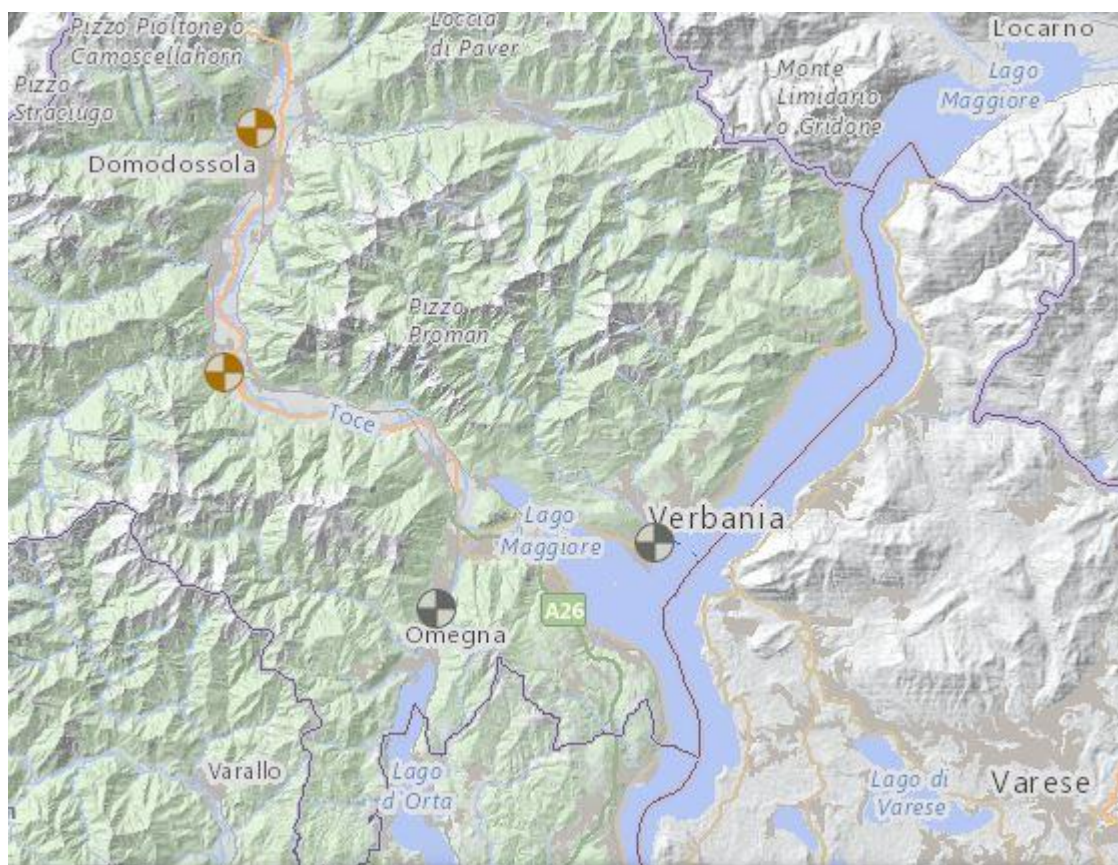 Pizzo Pioltone o
Camoscellahorn
Loccia
di Paver
Locarno
Pizzo
Straciugo
Monte
Limidario
o Gridone
Lago
Maggiore
Domodossola
Pizzo
Proman
Toce
Verbania
Lago
Maggiore
A26
Omegna
Varallo
Lago
d'Orta
Lago di
Varese
Varese